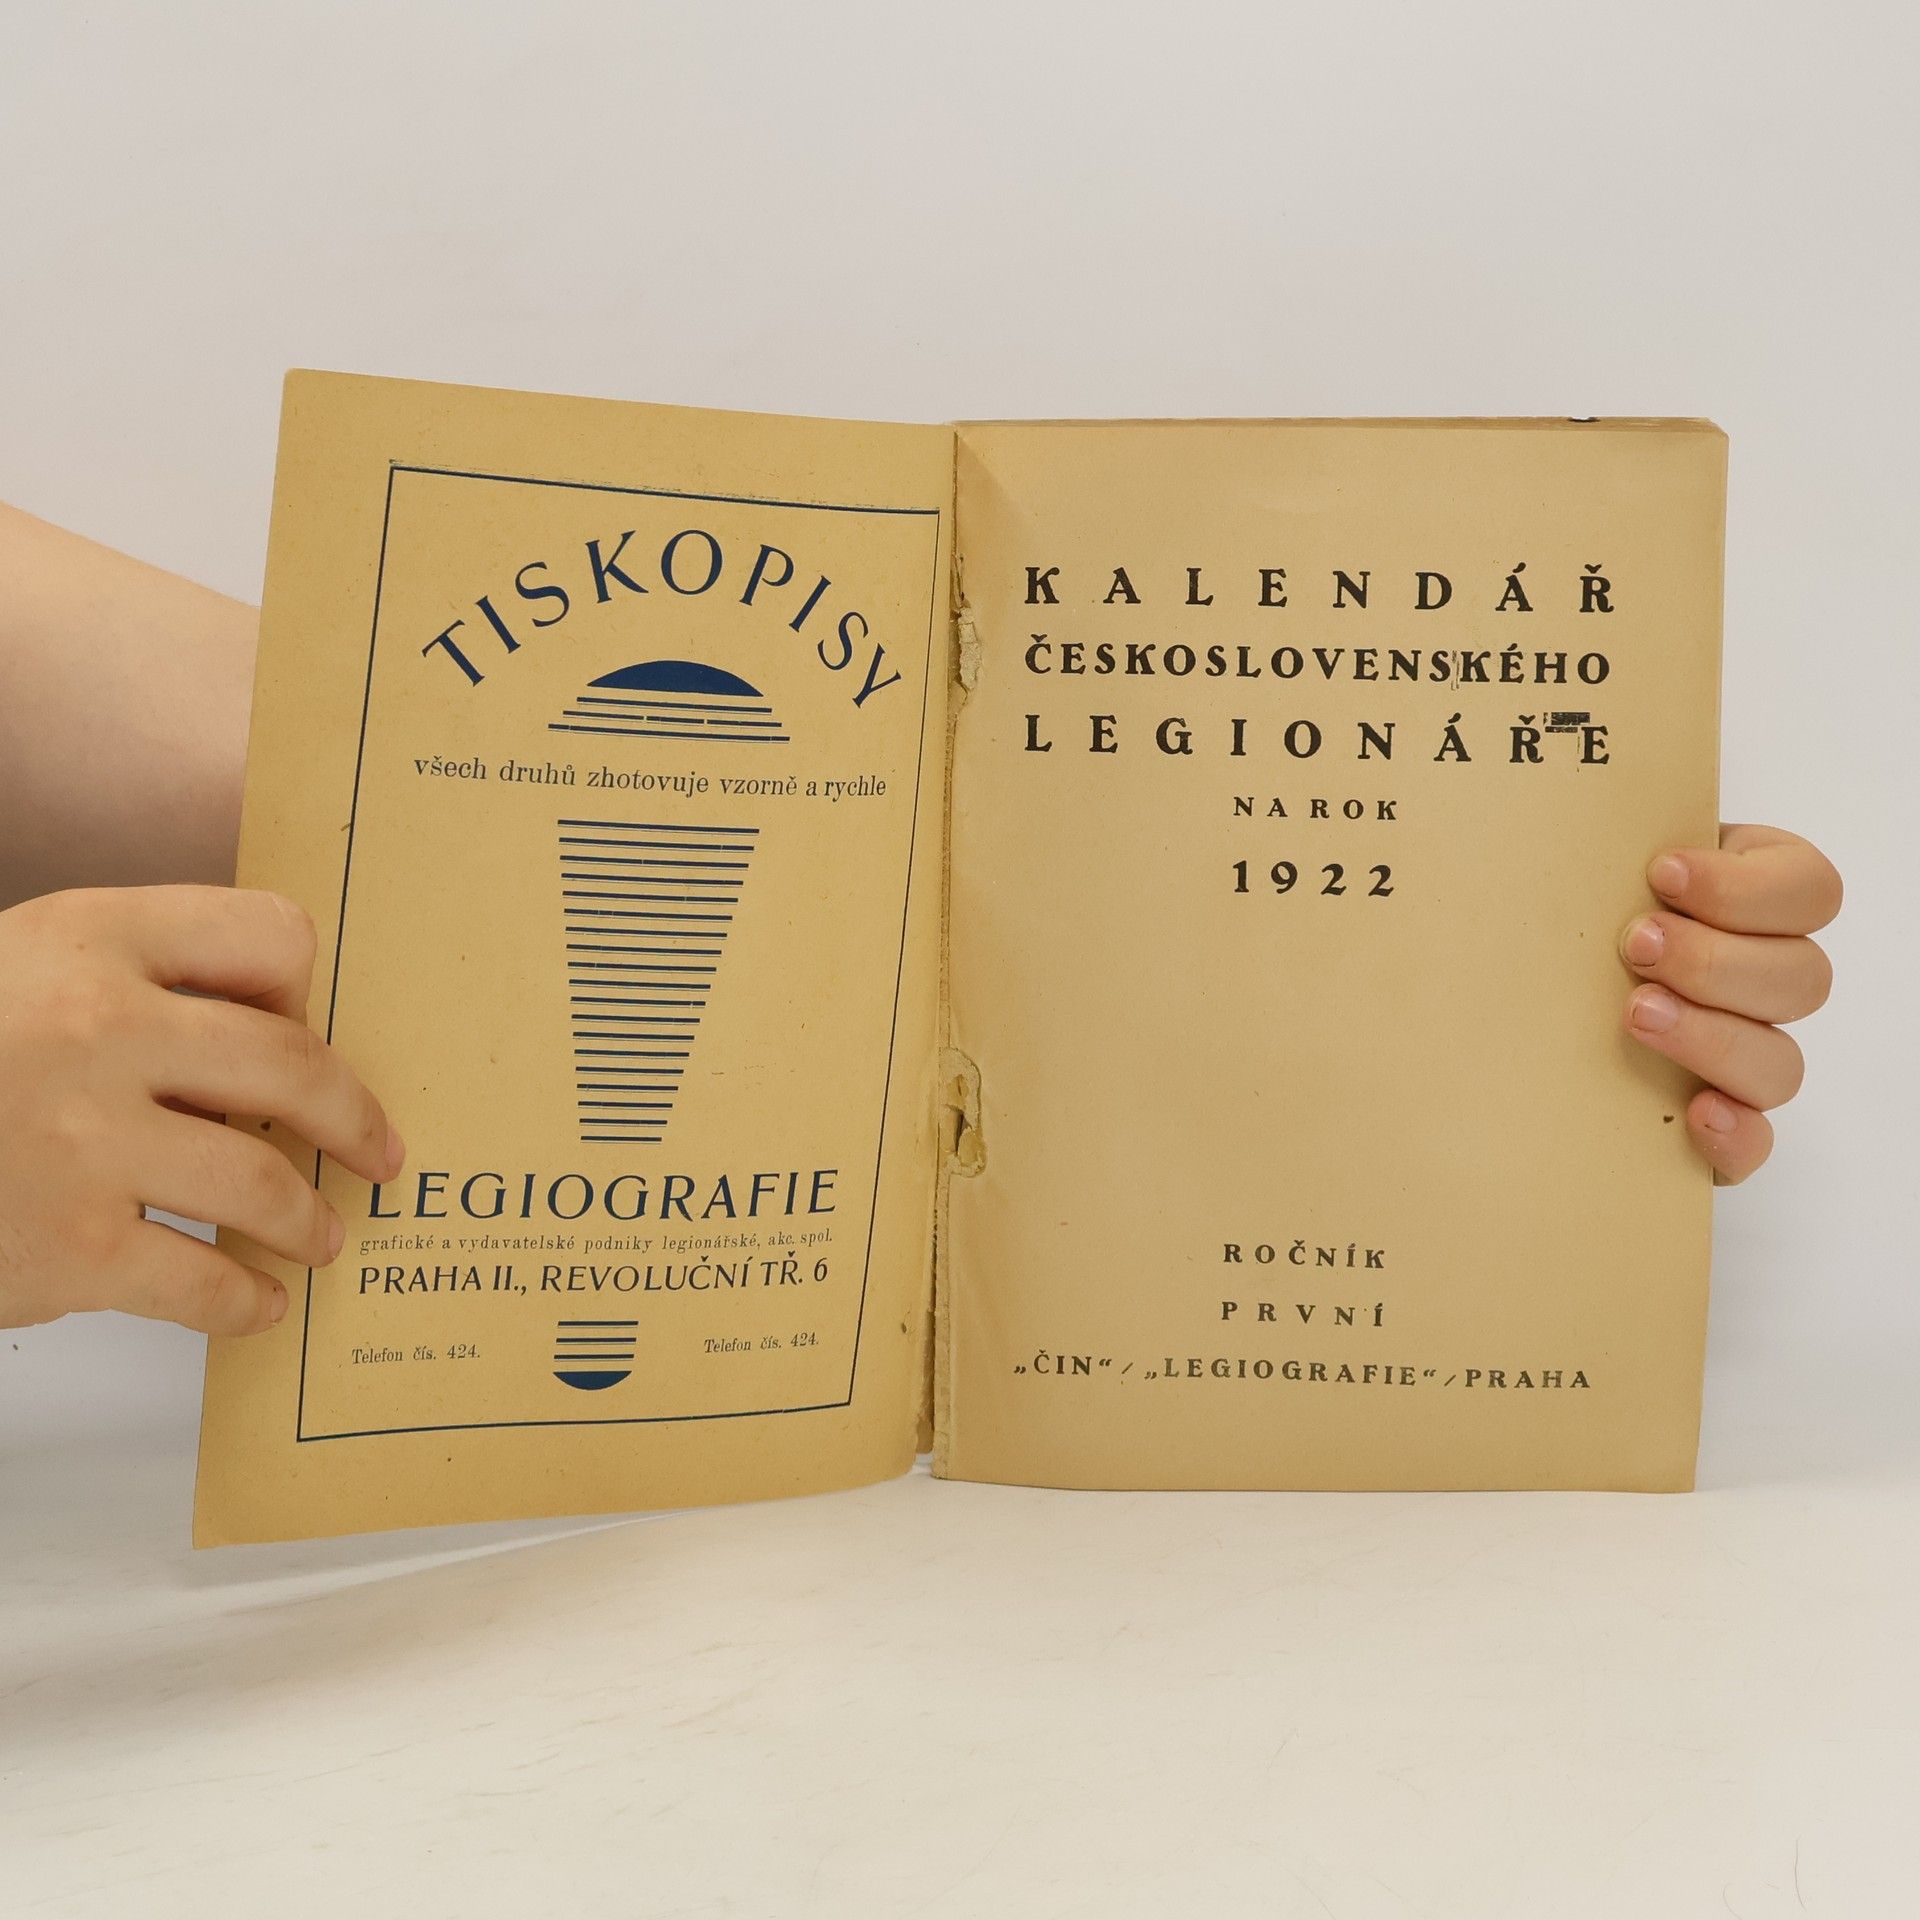 TISKOPISY
všech druhů zhotovuje vzorně a rychle
LEGIOGRAFIE
grafické a vydavatelské podniky legionářské, akc. spol.
PRAHA II., REVOLUČNÍ TŘ. 6
Telefon čís. 424. Telefon čís. 424.
KALENDÁŘ
ČESKOSLOVENSKÉHO
LEGIONÁŘE
NA ROK
1922
ROČNÍK
PRVNÍ
„ČIN“ / „LEGIOGRAFIE“ / PRAHA